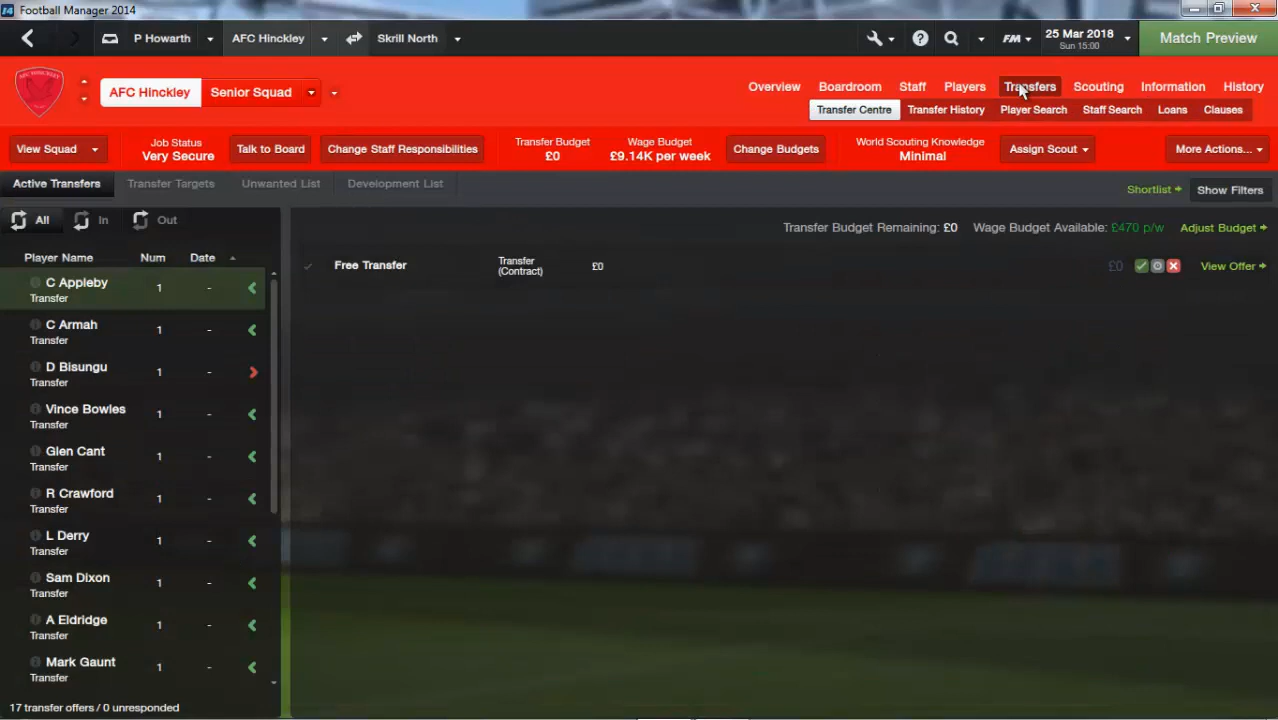 Football Manager 2014
P Howarth
AFC Hinckley
Skrill North
FM
25 Mar 2018
Sun 15:00
Match Preview
AFC Hinckley
Senior Squad
Overview
Boardroom
Staff
Players
Transfers
Scouting
Information
History
Transfer Centre
Transfer History
Player Search
Staff Search
Loans
Clauses
View Squad
Job Status
Very Secure
Talk to Board
Change Staff Responsibilities
Transfer Budget
£0
Wage Budget
£9.14K per week
Change Budgets
World Scouting Knowledge
Minimal
Assign Scout
More Actions...
Active Transfers
Transfer Targets
Unwanted List
Development List
Shortlist
Show Filters
All
In
Out
Transfer Budget Remaining: £0
Wage Budget Available: £470 p/w
Adjust Budget
Player Name Num Date
Free Transfer
Transfer
(Contract)
£0
£0
View Offer
C Appleby 1 -
Transfer
C Armah 1 -
Transfer
D Bisungu 1 -
Transfer
Vince Bowles 1 -
Transfer
Glen Cant 1 -
Transfer
R Crawford 1 -
Transfer
L Derry 1 -
Transfer
Sam Dixon 1 -
Transfer
A Eldridge 1 -
Transfer
Mark Gaunt 1 -
Transfer
17 transfer offers / 0 unresponded